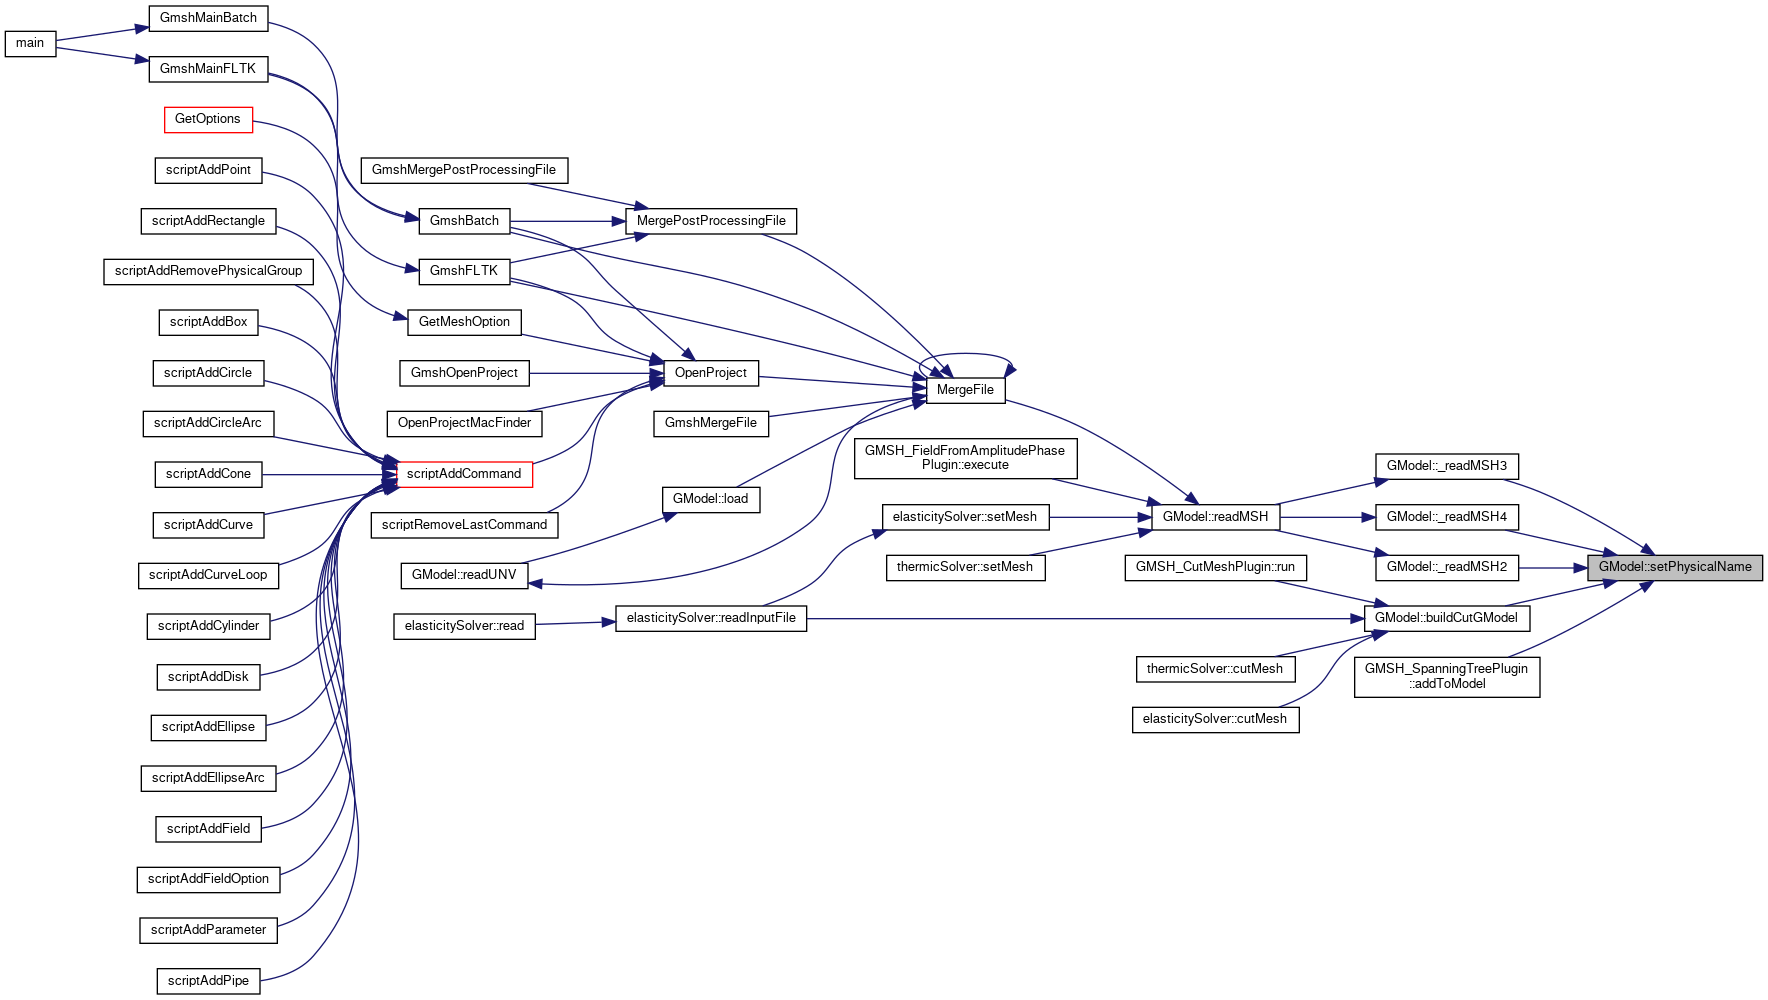 main
GmshMainBatch
GmshMainFLTK
GetOptions
scriptAddPoint
scriptAddRectangle
scriptAddRemovePhysicalGroup
scriptAddBox
scriptAddCircle
scriptAddCircleArc
scriptAddCone
scriptAddCurve
scriptAddCurveLoop
scriptAddCylinder
scriptAddDisk
scriptAddEllipse
scriptAddEllipseArc
scriptAddField
scriptAddFieldOption
scriptAddParameter
scriptAddPipe
GmshMergePostProcessingFile
GmshBatch
GmshFLTK
GetMeshOption
GmshOpenProject
OpenProjectMacFinder
scriptAddCommand
scriptRemoveLastCommand
GModel::readUNV
elasticitySolver::read
MergePostProcessingFile
OpenProject
GmshMergeFile
GModel::load
elasticitySolver::readInputFile
MergeFile
GMSH_FieldFromAmplitudePhase
Plugin::execute
elasticitySolver::setMesh
thermicSolver::setMesh
GModel::readMSH
GMSH_CutMeshPlugin::run
thermicSolver::cutMesh
elasticitySolver::cutMesh
GModel::_readMSH3
GModel::_readMSH4
GModel::_readMSH2
GModel::buildCutGModel
GMSH_SpanningTreePlugin
::addToModel
GModel::setPhysicalName